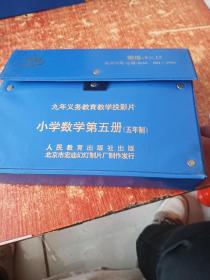 九年义务教育教学投影片
小学数学第五册(五年制)
人民教育出版社出版
北京市宏迪幻灯制片厂制作发行